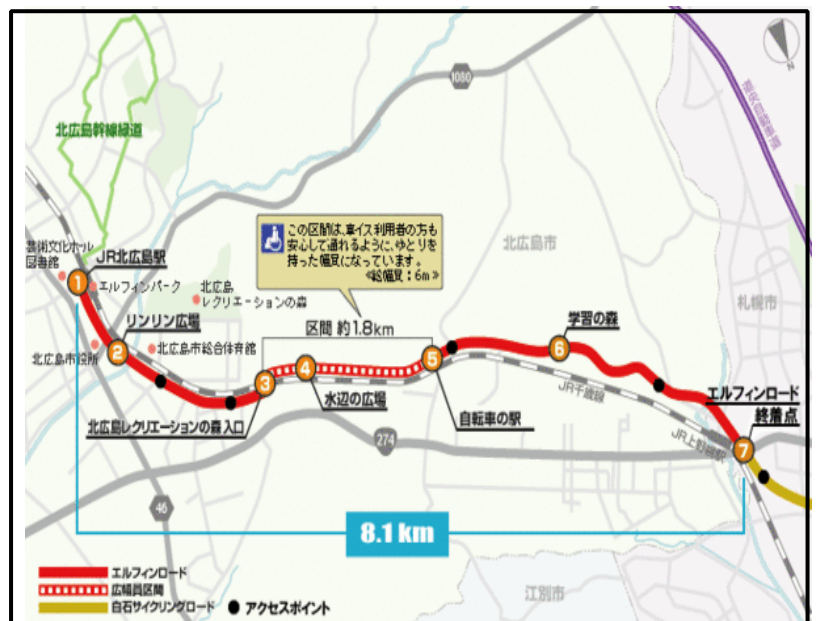 道央自動車道
1080
N
北広島幹線緑道
この区間は、車イス利用者の方も
安心して通れるように、ゆとりを
持った幅員になっています。
≪総幅員：6m≫
北広島市
札幌市
芸術文化ホール
図書館
1
JR北広島駅
エルフィンパーク
北広島
レクリエーションの森
リンリン広場
区間 約1.8km
学習の森
北広島市役所
2
北広島市総合体育館
3
4
5
6
水辺の広場
自転車の駅
北広島レクリエーションの森入口
JR千歳線
エルフィンロード
終着点
JR上野幌駅
7
274
46
8.1 km
エルフィンロード
広幅員区間
白石サイクリングロード
アクセスポイント
江別市